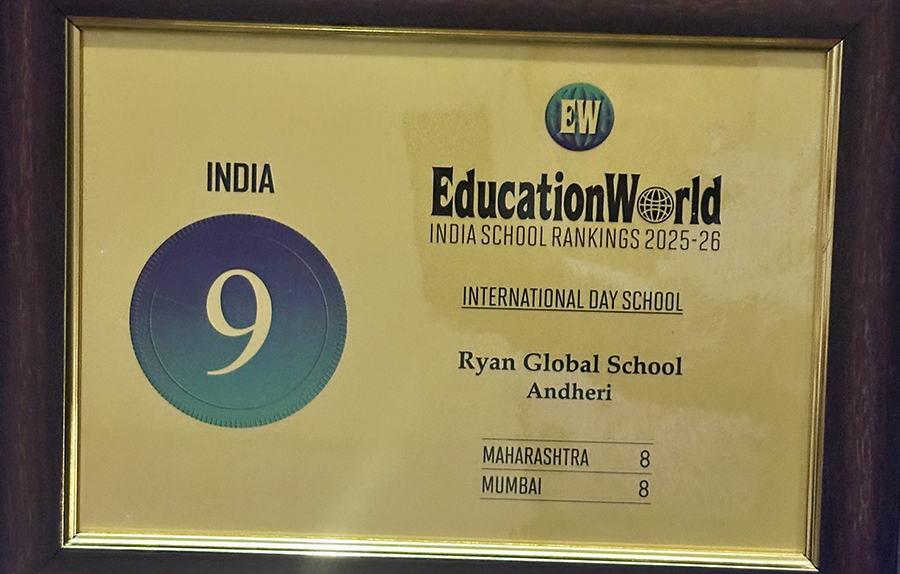 INDIA
9
EW
EducationWorld
INDIA SCHOOL RANKINGS 2025-26
INTERNATIONAL DAY SCHOOL
Ryan Global School
Andheri
MAHARASHTRA 8
MUMBAI 8